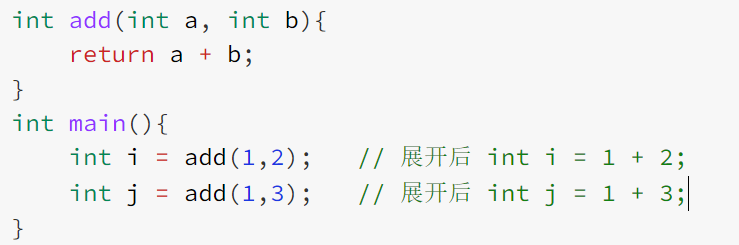 int add(int a, int b){
    return a + b;
}
int main(){
    int i = add(1,2);   // 展开后 int i = 1 + 2;
    int j = add(1,3);   // 展开后 int j = 1 + 3;
}